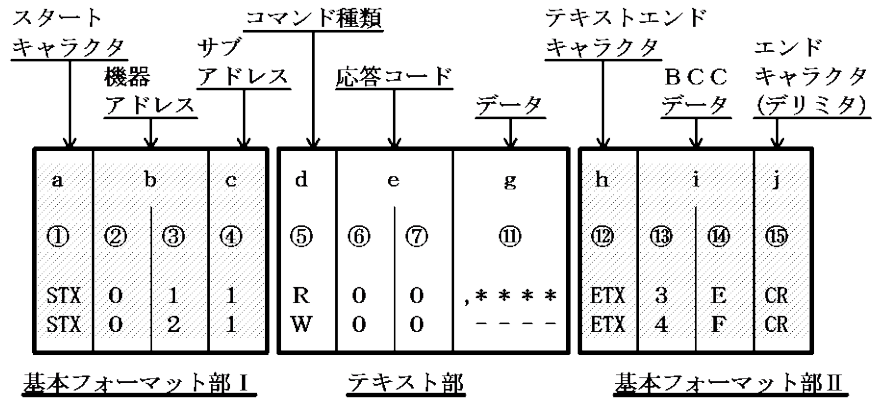 スタート
キャラクタ
機器
アドレス
サブ
アドレス
コマンド種類
応答コード
データ
テキストエンド
キャラクタ
BCC
データ
エンド
キャラクタ
(デリミタ)
a b c d e g h i j
① ② ③ ④ ⑤ ⑥ ⑦ ⑪ ⑫ ⑬ ⑭ ⑮
STX 0 1 1 R 0 0 ,**** ETX 3 E CR
STX 0 2 1 W 0 0 ---- ETX 4 F CR
基本フォーマット部Ⅰ テキスト部 基本フォーマット部Ⅱ